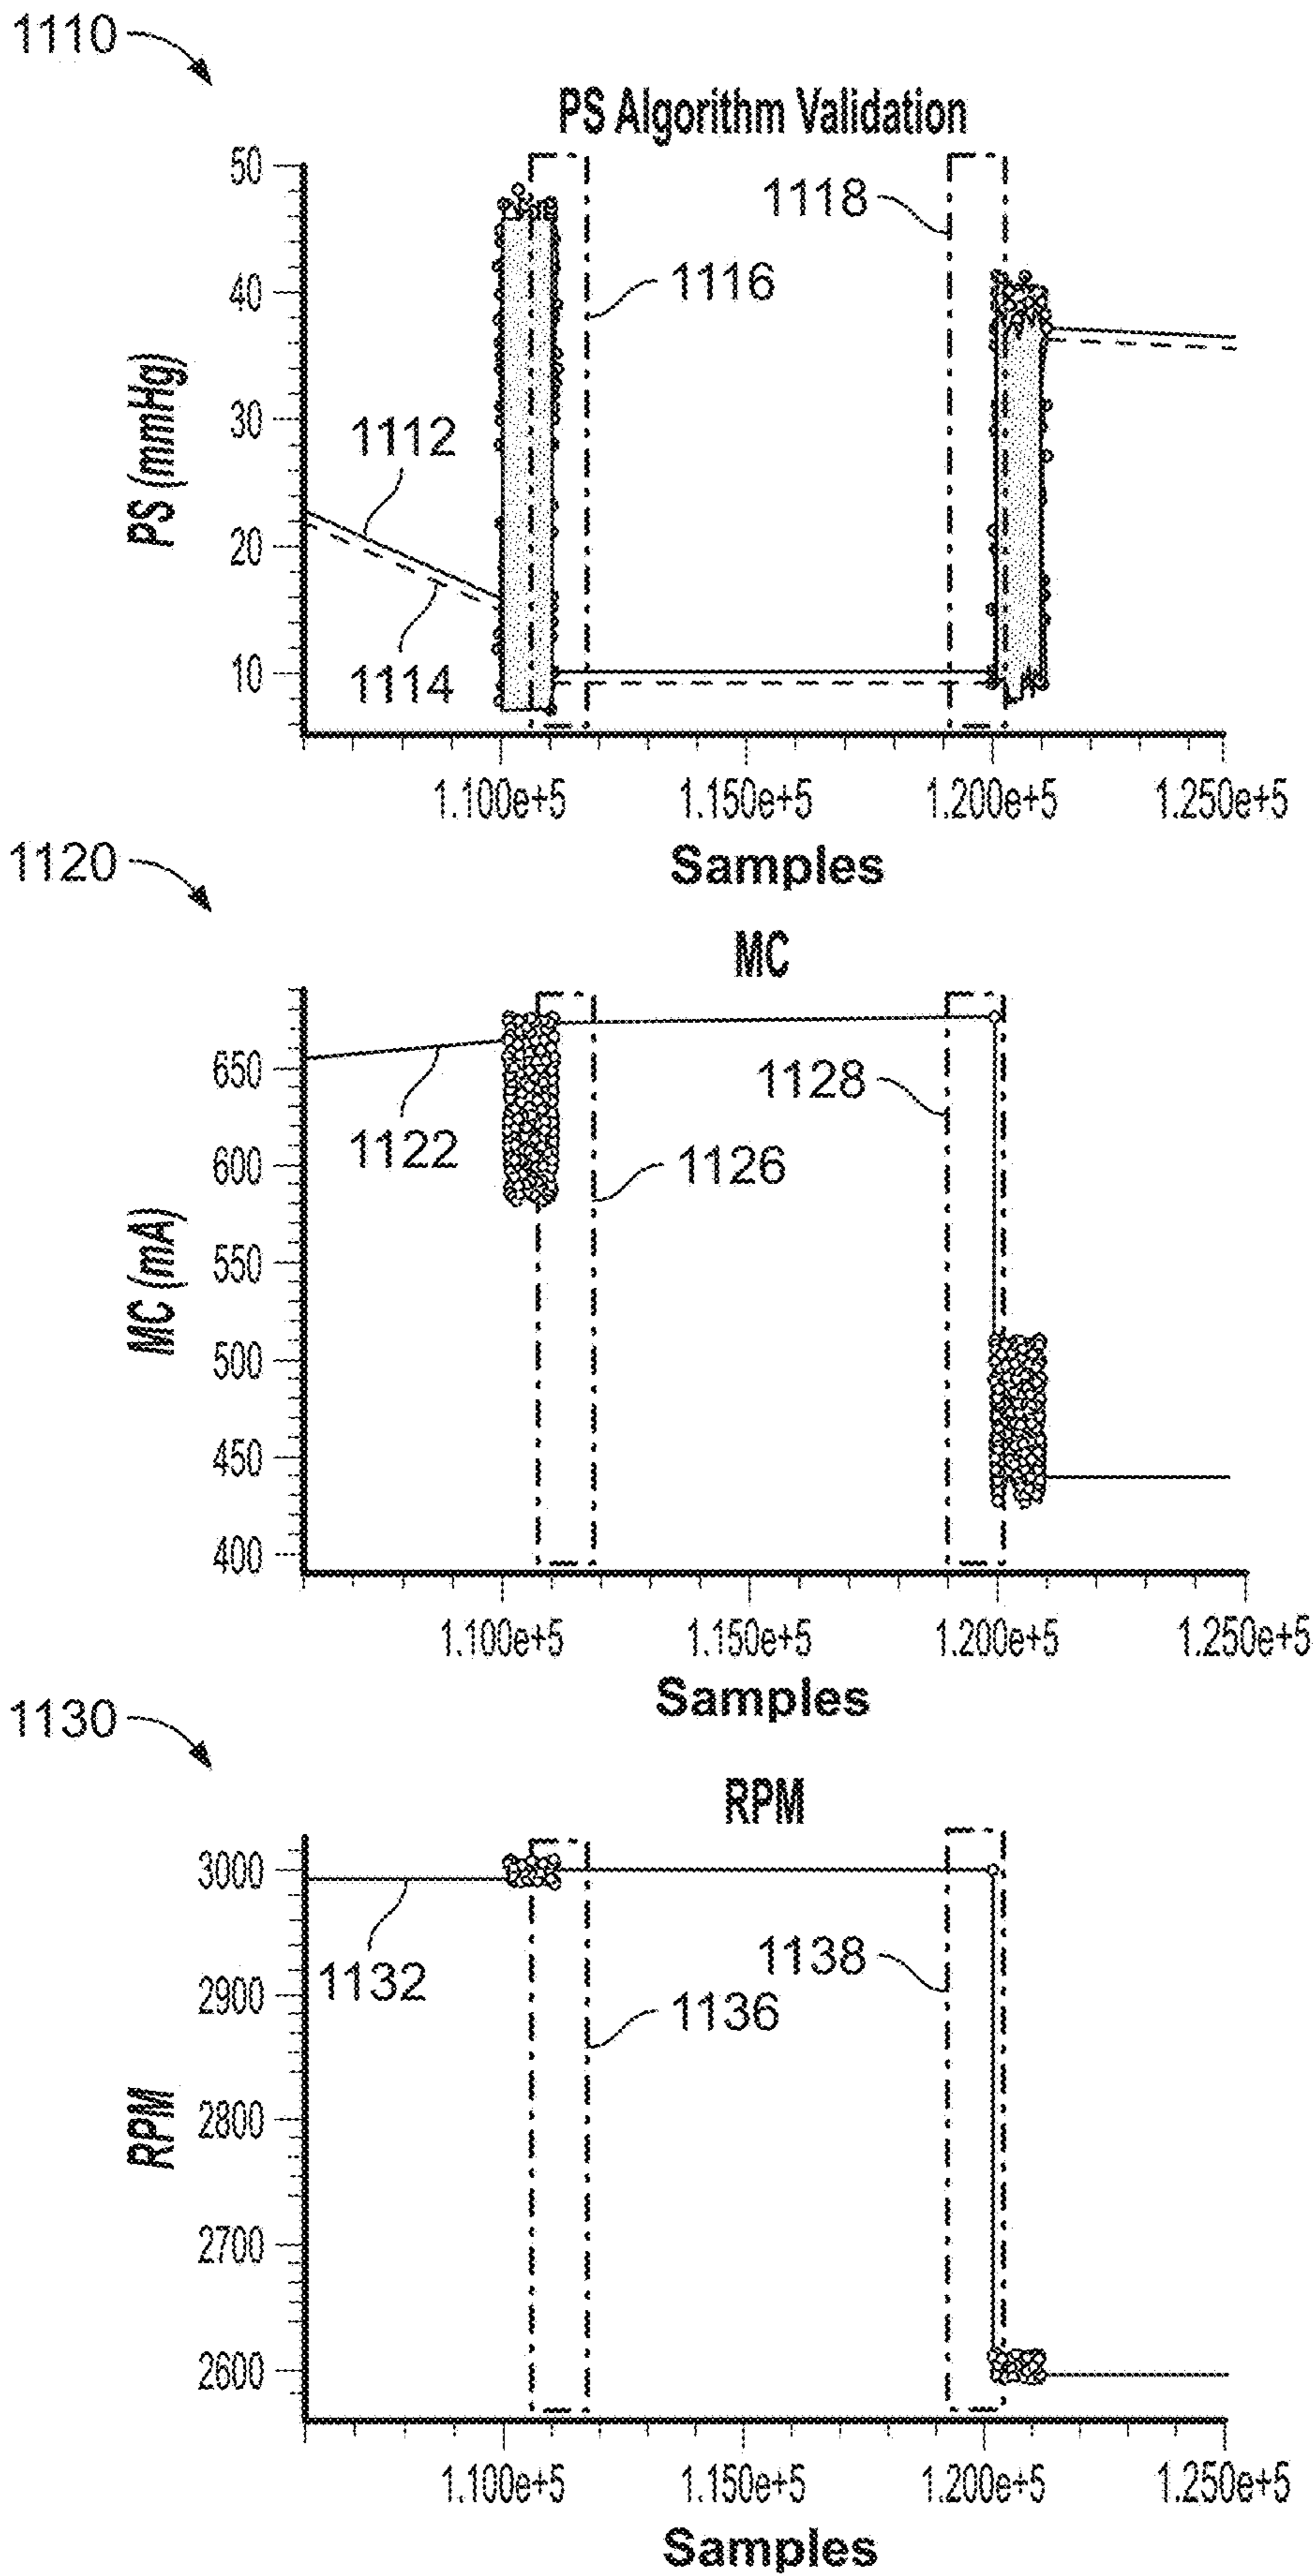 1110
PS Algorithm Validation
50
1118
1116
40
PS (mmHg)
30
1112
20
1114
10
1.100e+5 1.150e+5 1.200e+5 1.250e+5
Samples
1120
MC
650
1128
1122
600
1126
MC (mA)
550
500
450
400
1.100e+5 1.150e+5 1.200e+5 1.250e+5
Samples
1130
RPM
3000
1138
1132
2900
1136
RPM
2800
2700
2600
1.100e+5 1.150e+5 1.200e+5 1.250e+5
Samples